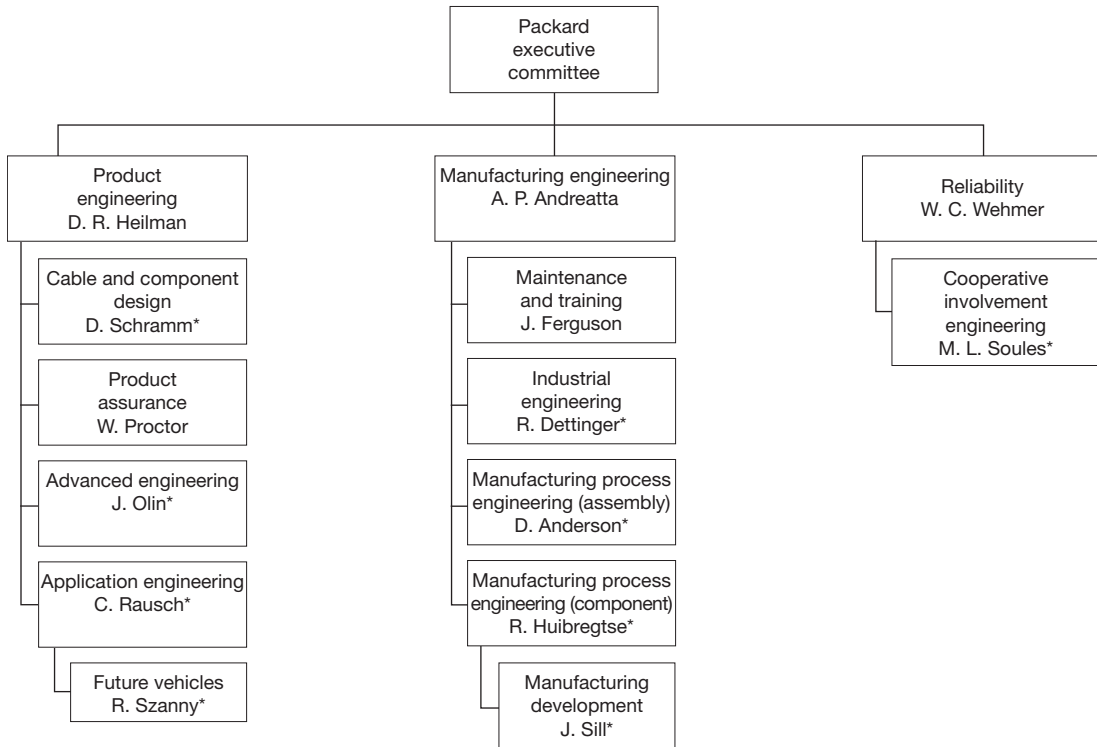 Packard
executive
committee
Product
engineering
D. R. Heilman
Manufacturing engineering
A. P. Andreatta
Reliability
W. C. Wehmer
Cable and component
design
D. Schramm*
Product
assurance
W. Proctor
Advanced engineering
J. Olin*
Application engineering
C. Rausch*
Future vehicles
R. Szanny*
Maintenance
and training
J. Ferguson
Industrial
engineering
R. Dettinger*
Manufacturing process
engineering (assembly)
D. Anderson*
Manufacturing process
engineering (component)
R. Huibregtse*
Manufacturing
development
J. Sill*
Cooperative
involvement
engineering
M. L. Soules*